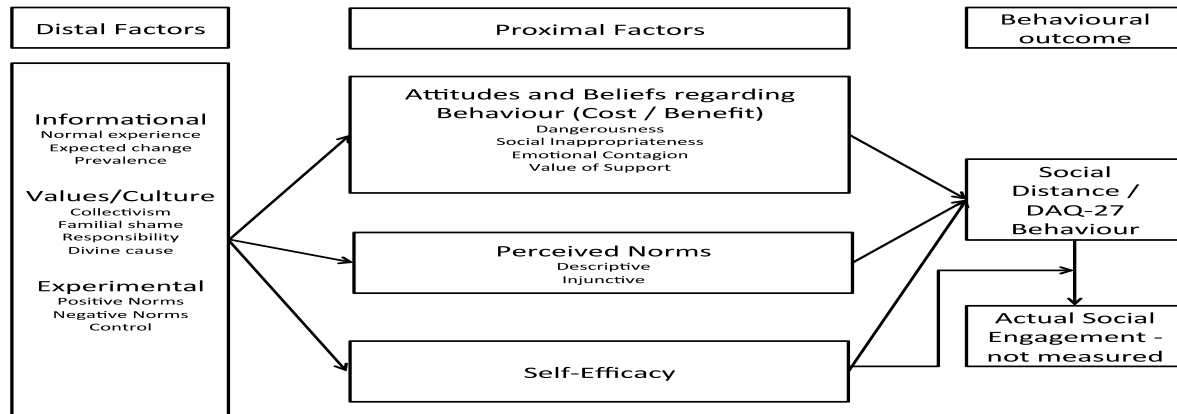 Distal Factors
Proximal Factors
Behavioural
outcome
Informational
Normal experience
Expected change
Prevalence
Values/Culture
Collectivism
Familial shame
Responsibility
Divine cause
Experimental
Positive Norms
Negative Norms
Control
Attitudes and Beliefs regarding
Behaviour (Cost / Benefit)
Dangerousness
Social Inappropriateness
Emotional Contagion
Value of Support
Perceived Norms
Descriptive
Injunctive
Self-Efficacy
Social
Distance /
DAQ-27
Behaviour
Actual Social
Engagement -
not measured